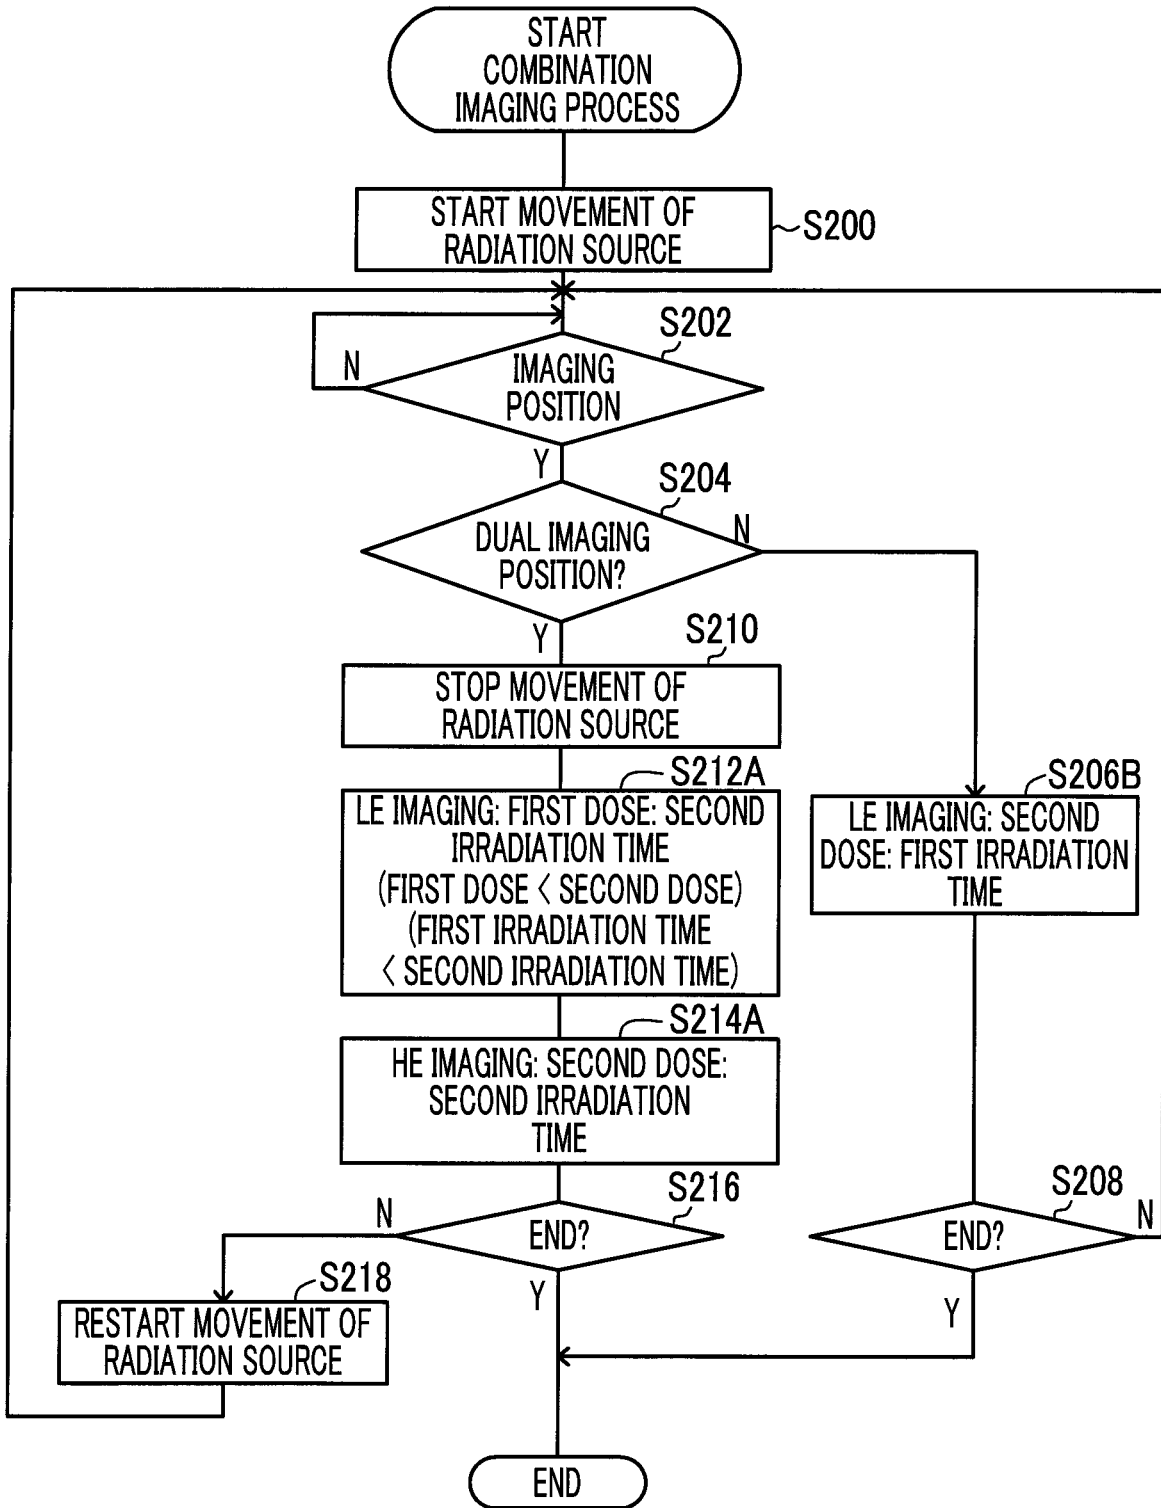 START
COMBINATION
IMAGING PROCESS
START MOVEMENT OF
RADIATION SOURCE
S200
S202
N
IMAGING
POSITION
Y
S204
N
DUAL IMAGING
POSITION?
Y
S210
STOP MOVEMENT OF
RADIATION SOURCE
S212A
LE IMAGING: FIRST DOSE: SECOND
IRRADIATION TIME
(FIRST DOSE < SECOND DOSE)
(FIRST IRRADIATION TIME
< SECOND IRRADIATION TIME)
S206B
LE IMAGING: SECOND
DOSE: FIRST IRRADIATION
TIME
S214A
HE IMAGING: SECOND DOSE:
SECOND IRRADIATION
TIME
S216
N
END?
Y
S208
N
END?
Y
S218
RESTART MOVEMENT OF
RADIATION SOURCE
END